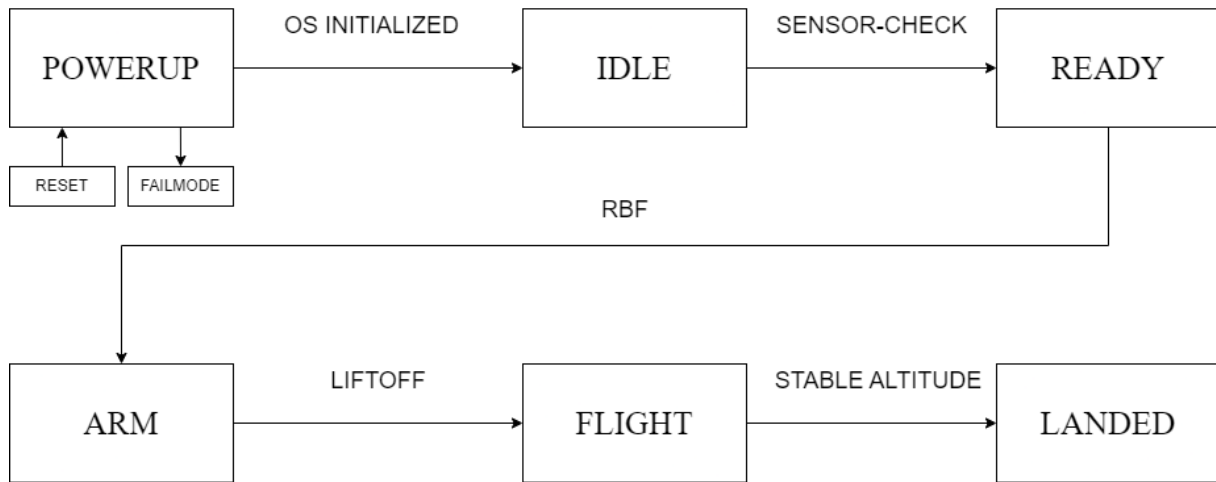 OS INITIALIZED
SENSOR-CHECK
POWERUP
IDLE
READY
RESET
FAILMODE
RBF
LIFTOFF
STABLE ALTITUDE
ARM
FLIGHT
LANDED